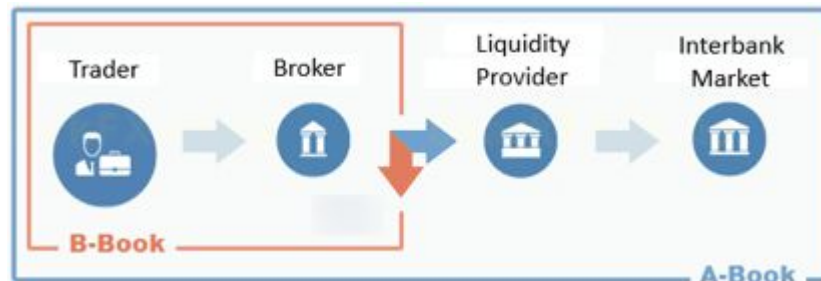 Trader
Broker
Liquidity
Provider
Interbank
Market
B-Book
A-Book